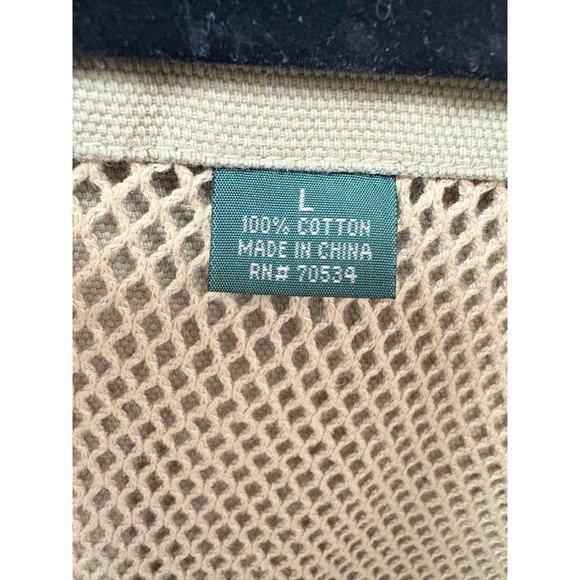 L
100% COTTON
MADE IN CHINA
RN# 70534